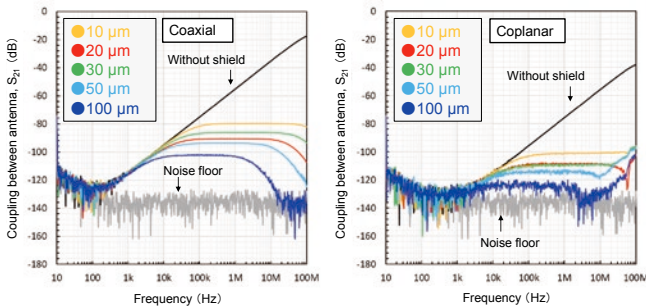 Coaxial
10 μm
20 μm
30 μm
50 μm
100 μm
Without shield
Noise floor
Coupling between antenna, S21 (dB)
0
-20
-40
-60
-80
-100
-120
-140
-160
-180
10
100
1k
10k
100k
1M
10M
100M
Frequency (Hz)
Coplanar
10 μm
20 μm
30 μm
50 μm
100 μm
Without shield
Noise floor
Coupling between antenna, S21 (dB)
0
-20
-40
-60
-80
-100
-120
-140
-160
-180
10
100
1k
10k
100k
1M
10M
100M
Frequency (Hz)